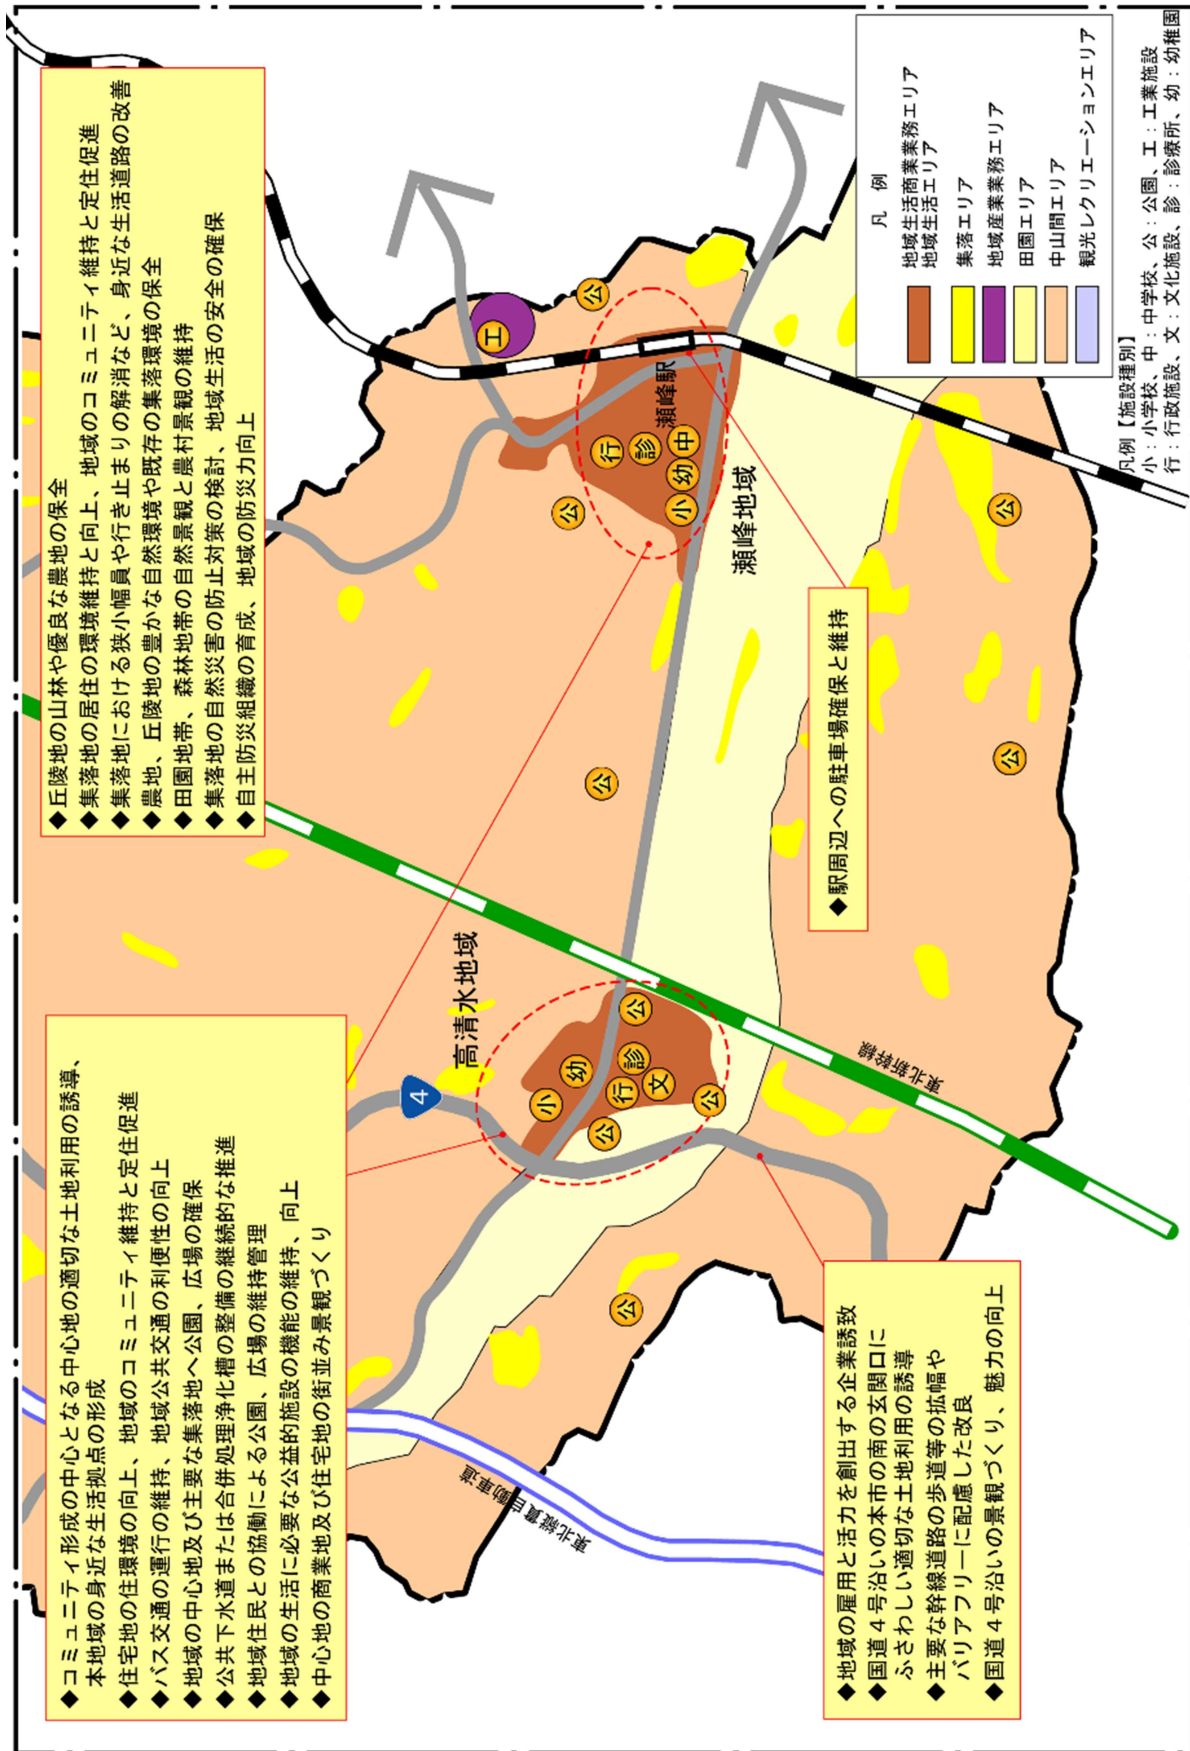 ◆コミュニティ形成の中心となる中心地の適切な土地利用の誘導、
本地域の身近な生活拠点の形成
◆住宅地の住環境の向上、地域のコミュニティ維持と定住促進
◆バス交通の運行の維持、地域公共交通の利便性の向上
◆地域の中心地及び主要な集落地へ公園、広場の確保
◆公共下水道または合併処理浄化槽の整備の継続的な推進
◆地域住民との協働による公園、広場の維持管理
◆地域の生活に必要な公益的施設の機能の維持、向上
◆中心地の商業地及び住宅地の街並み景観づくり
◆丘陵地の山林や優良な農地の保全
◆集落地の居住の環境維持と向上、地域のコミュニティ維持と定住促進
◆集落地における狭小幅員や行き止まりの解消など、身近な生活道路の改善
◆農地、丘陵地の豊かな自然環境や既存の集落環境の保全
◆田園地帯、森林地帯の自然景観と農村景観の維持
◆集落地の自然災害の防止対策の検討、地域生活の安全の確保
◆自主防災組織の育成、地域の防災力向上
4
高清水地域
小
幼
公
行
診
文
公
公
公
東北縦貫自動車道
東北新幹線
公
公
工
公
瀬峰駅
行
診
中
幼
小
瀬峰地域
公
公
◆駅周辺への駐車場確保と維持
◆地域の雇用と活力を創出する企業誘致
◆国道4号沿いの本市の南の玄関口に
ふさわしい適切な土地利用の誘導
◆主要な幹線道路の歩道等の拡幅や
バリアフリーに配慮した改良
◆国道4号沿いの景観づくり、魅力の向上
凡 例
地域生活商業業務エリア
地域生活エリア
集落エリア
地域産業業務エリア
田園エリア
中山間エリア
観光レクリエーションエリア
凡例【施設種別】
小：小学校、中：中学校、公：公園、工：工業施設
行：行政施設、文：文化施設、診：診療所、幼：幼稚園